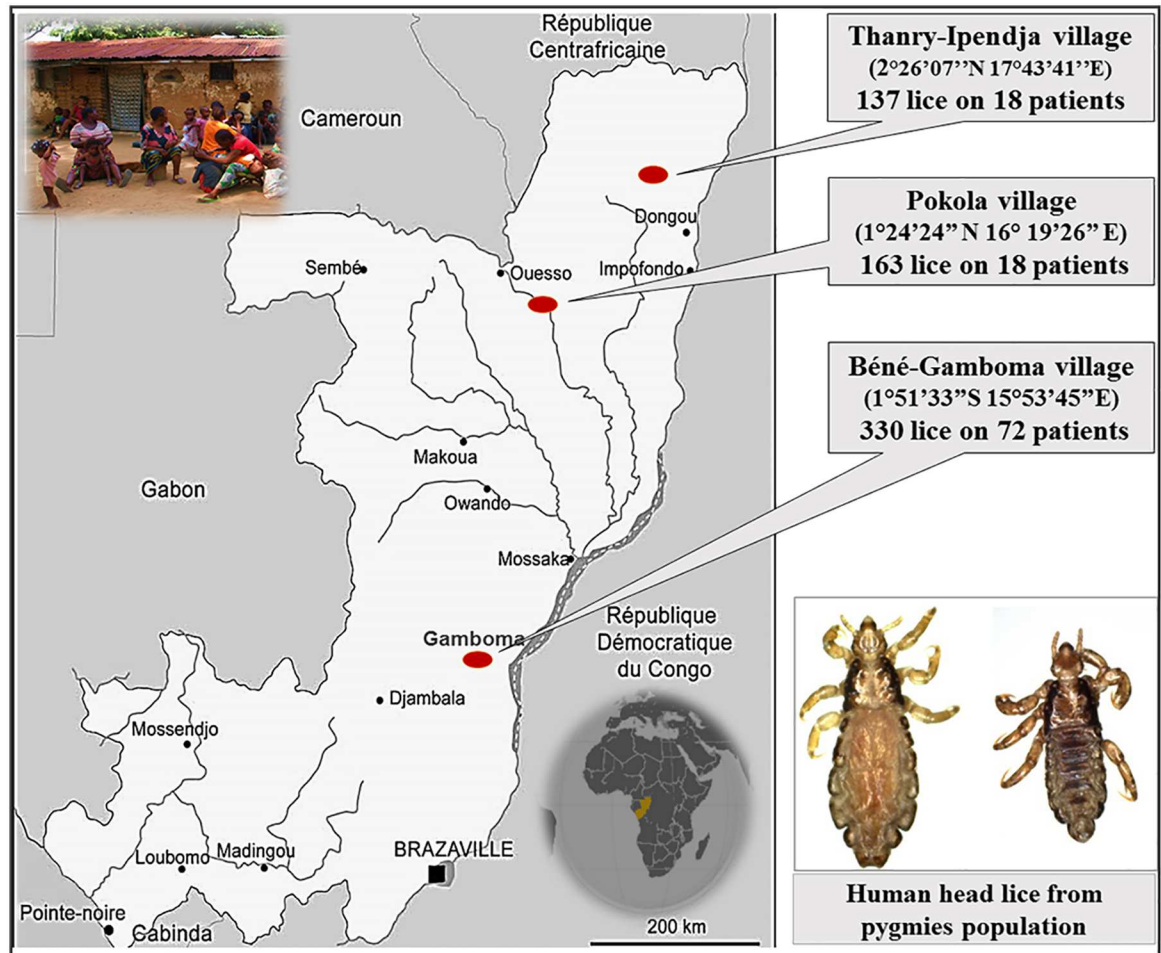 République
Centrafricaine
Cameroun
Thanry-Ipendja village
(2°26’07’’N 17°43’41’’E)
137 lice on 18 patients
Dongou
Pokola village
(1°24’24” N 16° 19’26” E)
163 lice on 18 patients
Sembé
Ouesso
Impofondo
Béné-Gamboma village
(1°51’33”S 15°53’45”E)
330 lice on 72 patients
Makoua
Gabon
Owando
Mossaka
République
Démocratique
du Congo
Gamboma
Djambala
Mossendjo
Loubomo
Madingou
BRAZAVILLE
Pointe-noire
Cabinda
200 km
Human head lice from
pygmies population